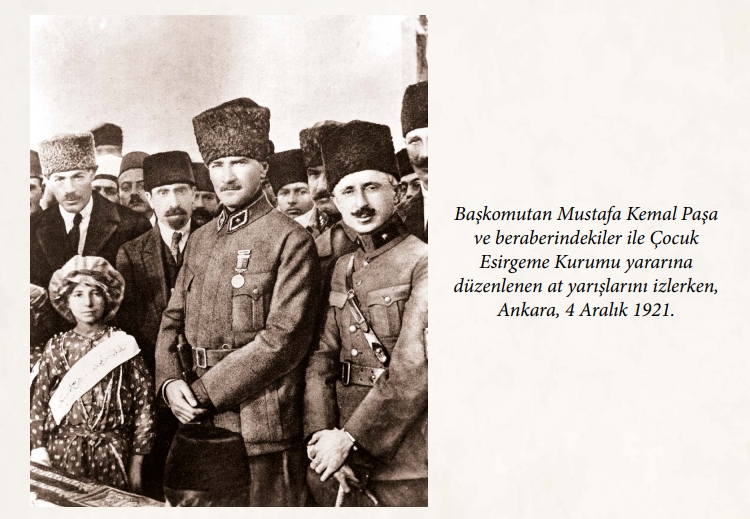 Başkomutan Mustafa Kemal Paşa
ve beraberindekiler ile Çocuk
Esirgeme Kurumu yararına
düzenlenen at yarışlarını izlerken,
Ankara, 4 Aralık 1921.